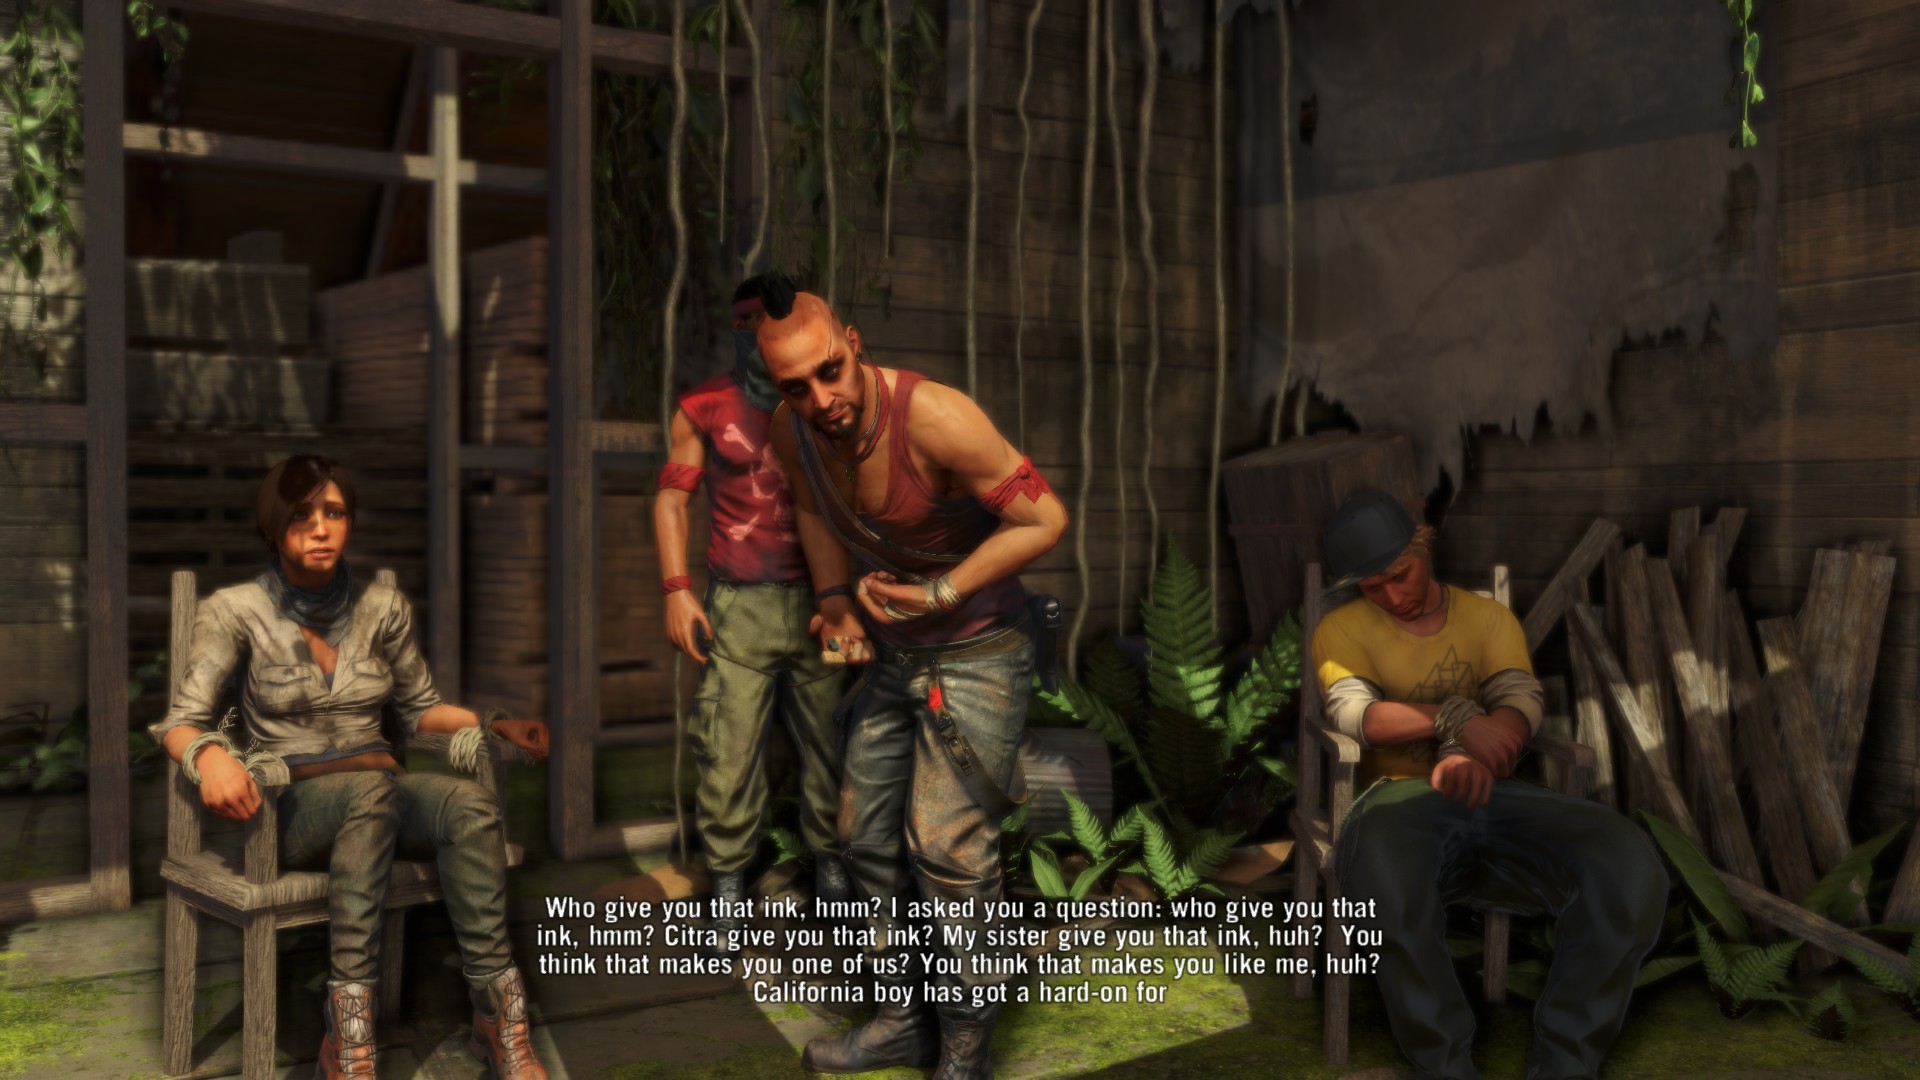 Who give you that ink, hmm? I asked you a question: who give you that
ink, hmm? Citra give you that ink? My sister give you that ink, huh?  You
think that makes you one of us? You think that makes you like me, huh?
California boy has got a hard-on for